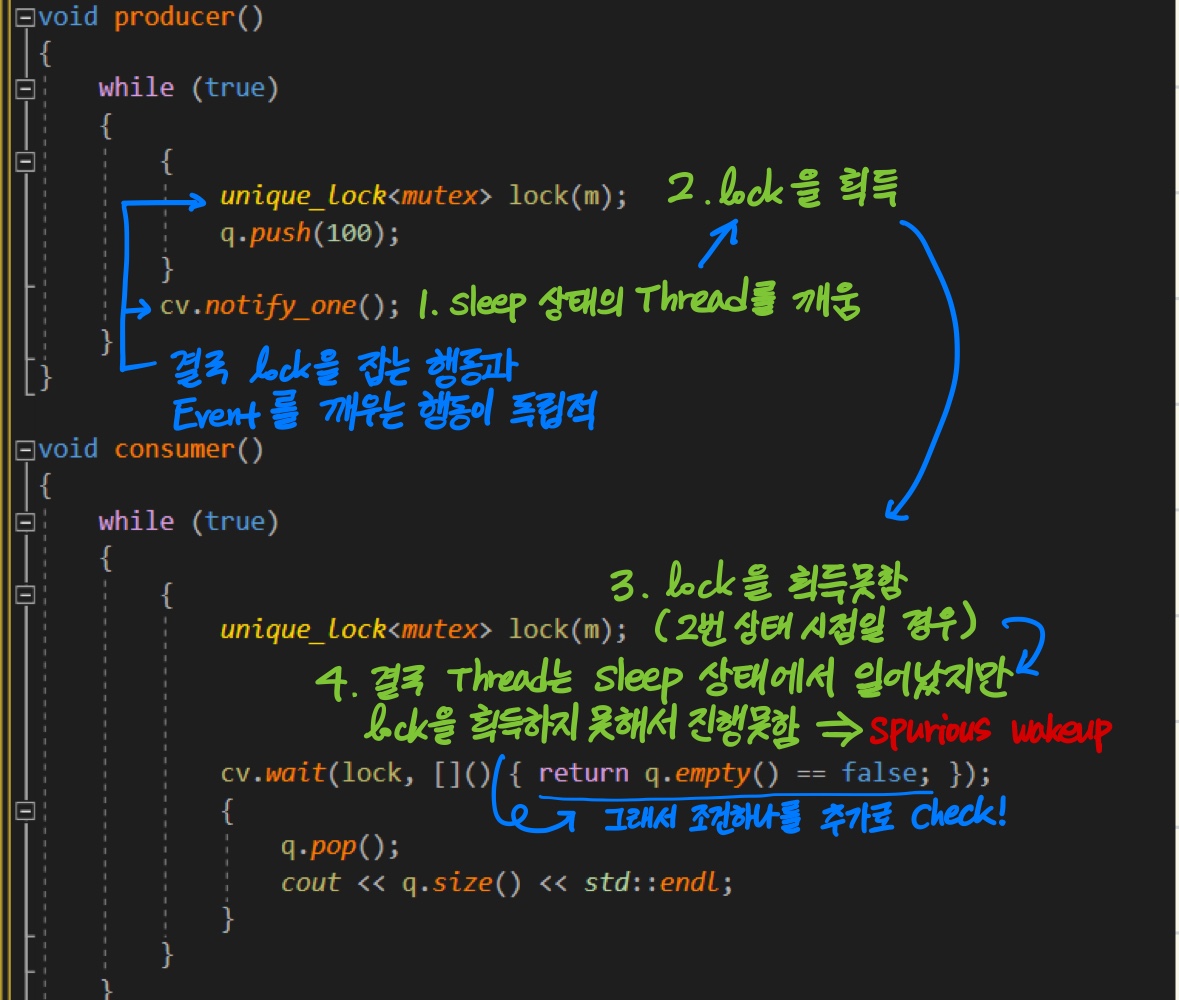 void producer()
{
while (true)
{
{
unique_lock<mutex> lock(m); 2. lock을 획득
q.push(100);
}
cv.notify_one(); 1. Sleep 상태의 Thread를 깨움
}
결국 lock을 잡는 행동과
}
Event를 깨우는 행동이 독립적
void consumer()
{
while (true)
{
3. lock을 획득못함
{
unique_lock<mutex> lock(m); (2번 상태 시점일 경우)
4. 결국 Thread는 Sleep 상태에서 일어났지만
lock을 획득하지 못해서 진행못함 ⇒ Spurious wakeup
cv.wait(lock, []() { return q.empty() == false; });
{
그래서 조건하나를 추가로 Check!
q.pop();
cout << q.size() << std::endl;
}
}
}